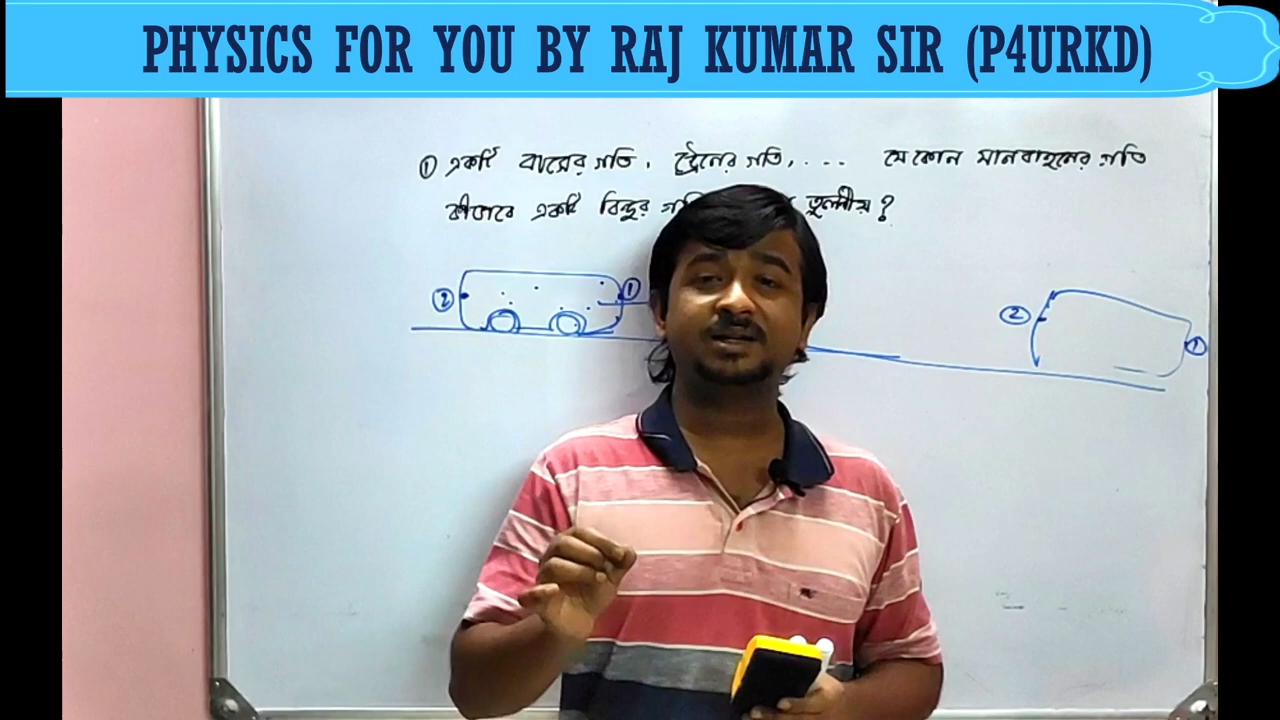 PHYSICS FOR YOU BY RAJ KUMAR SIR (P4URKD)
① একটি বাসের গতি, ট্রেনের গতি, .... যে কোন যানবাহনের গতি
কীভাবে একটি বিন্দুর তুলনীয় ?
② ①
② ①